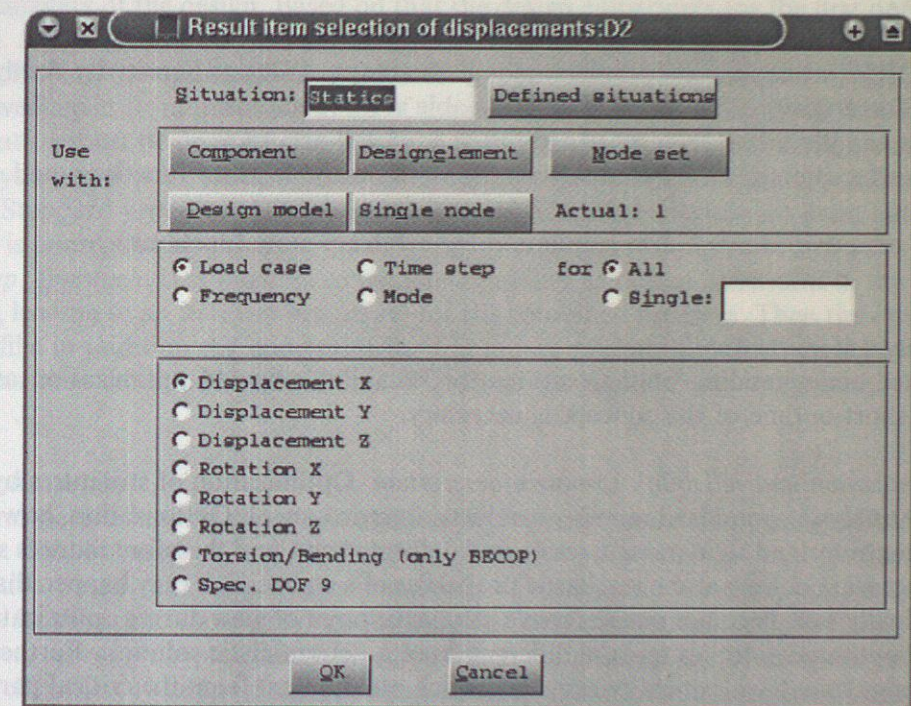 Result item selection of displacements:D2
Situation: Statics Defined situations
Use with:
Component Designelement Node set
Design model Single node Actual: 1
Load case Time step for All
Frequency Mode Single:
Displacement X
Displacement Y
Displacement Z
Rotation X
Rotation Y
Rotation Z
Torsion/Bending (only BECOP)
Spec. DOF 9
OK Cancel